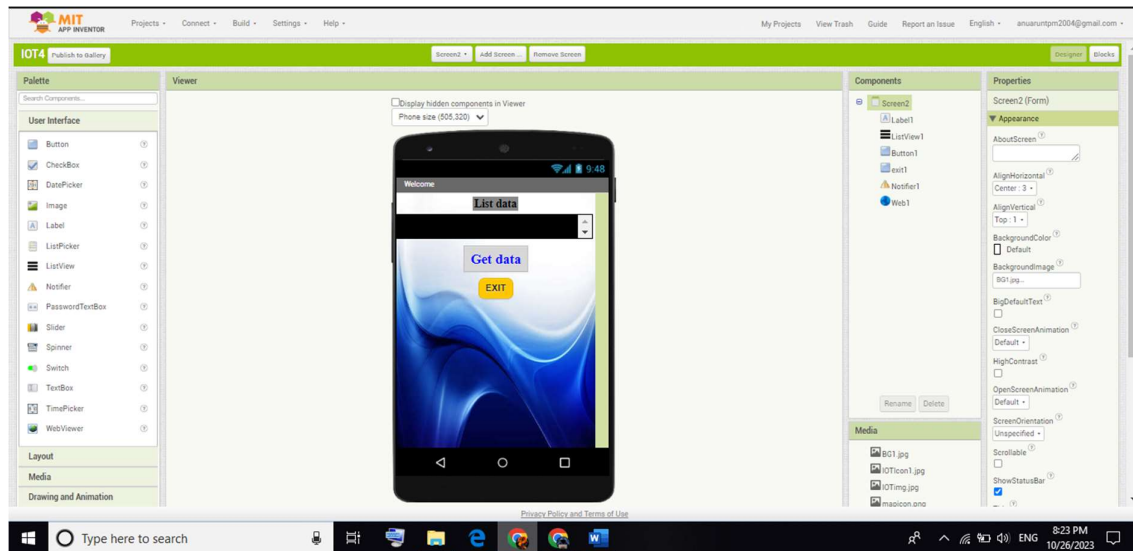 MIT
APP INVENTOR
Projects Connect Build Settings Help
My Projects View Trash Guide Report an Issue English anuaruntpm2004@gmail.com
IOT4 Publish to Gallery
Screen2 Add Screen ... Remove Screen
Designer Blocks
Palette
Search Components...
User Interface
Button
CheckBox
DatePicker
Image
Label
ListPicker
ListView
Notifier
PasswordTextBox
Slider
Spinner
Switch
TextBox
TimePicker
WebViewer
Layout
Media
Drawing and Animation
Viewer
Display hidden components in Viewer
Phone size (505,320)
9:48
Welcome
List data
Get data
EXIT
Components
Screen2
Label1
ListView1
Button1
exit1
Notifier1
Web1
Rename Delete
Media
BG1.jpg
IOTIcon1.jpg
IOTimg.jpg
mapicon.png
Properties
Screen2 (Form)
Appearance
AboutScreen
AlignHorizontal
Center : 3
AlignVertical
Top : 1
BackgroundColor
Default
BackgroundImage
BG1.jpg...
BigDefaultText
CloseScreenAnimation
Default
HighContrast
OpenScreenAnimation
Default
ScreenOrientation
Unspecified
Scrollable
ShowStatusBar
Privacy Policy and Terms of Use
Type here to search
ENG
8:23 PM
10/26/2023